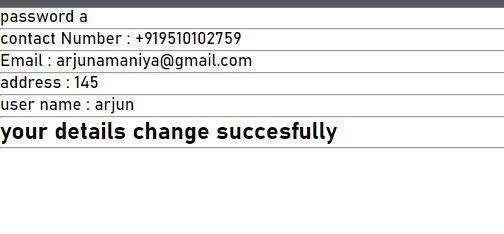 password a
contact Number : +919510102759
Email : arjunamaniya@gmail.com
address : 145
user name : arjun
your details change succesfully